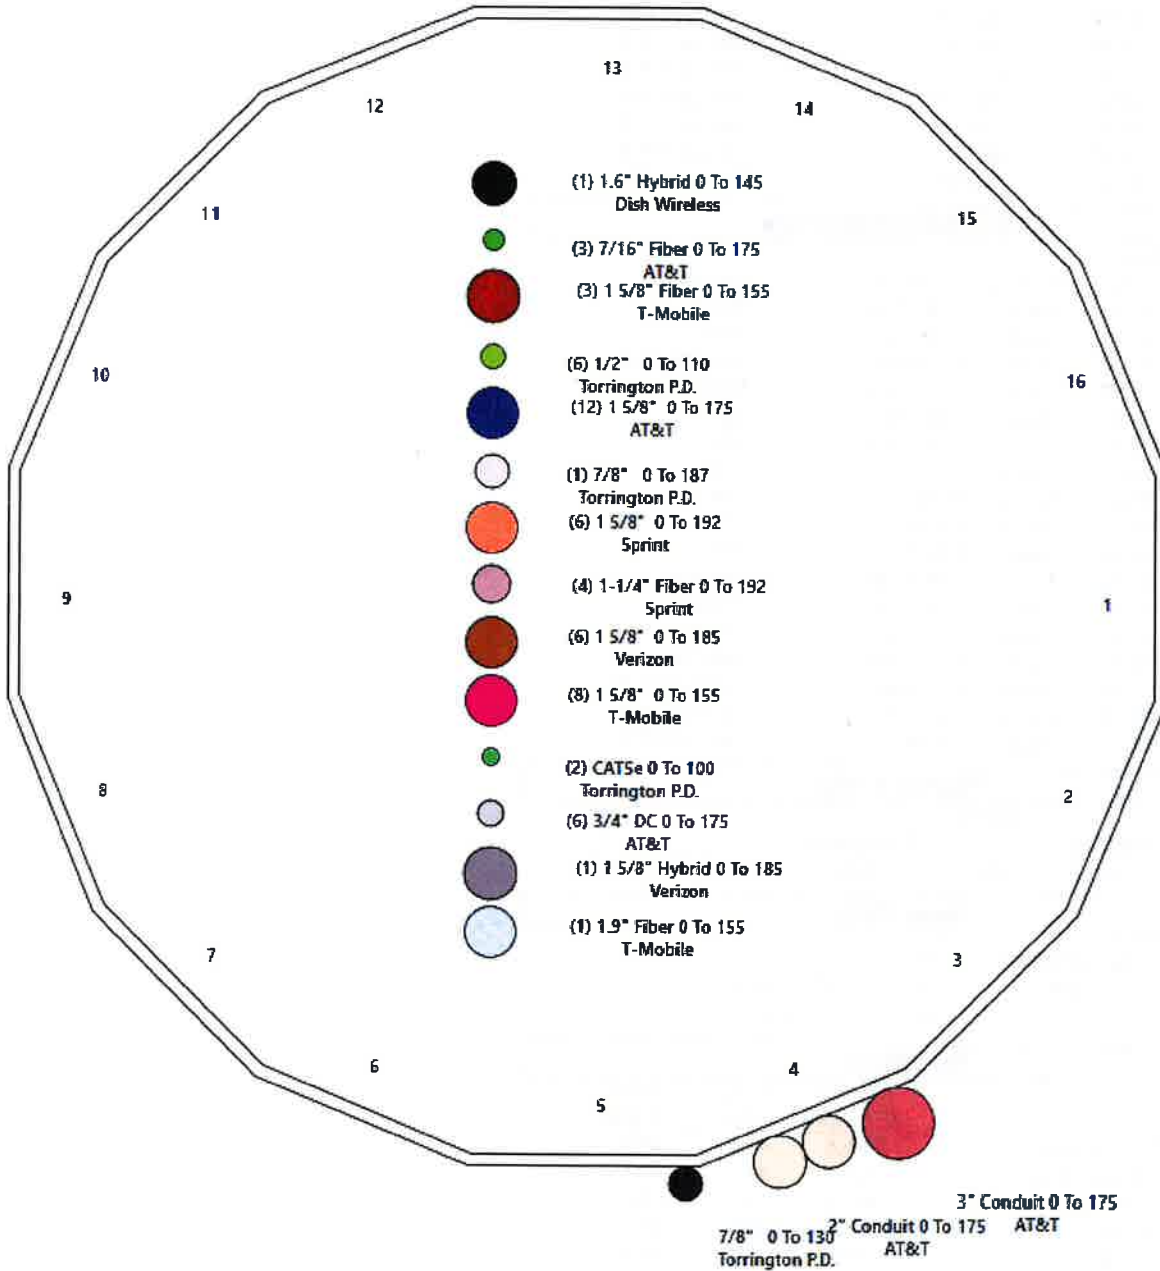 13
12
14
(1) 1.6" Hybrid 0 To 145
Dish Wireless
11
15
(3) 7/16" Fiber 0 To 175
AT&T
(3) 1 5/8" Fiber 0 To 155
T-Mobile
10
16
(6) 1/2" 0 To 110
Torrington P.D.
(12) 1 5/8" 0 To 175
AT&T
(1) 7/8" 0 To 187
Torrington P.D.
(6) 1 5/8" 0 To 192
Sprint
9
1
(4) 1-1/4" Fiber 0 To 192
Sprint
(6) 1 5/8" 0 To 185
Verizon
(8) 1 5/8" 0 To 155
T-Mobile
8
2
(2) CAT5e 0 To 100
Torrington P.D.
(6) 3/4" DC 0 To 175
AT&T
(1) 1 5/8" Hybrid 0 To 185
Verizon
(1) 1.9" Fiber 0 To 155
T-Mobile
7
3
6
4
5
3" Conduit 0 To 175
AT&T
2" Conduit 0 To 175
AT&T
7/8" 0 To 130
Torrington P.D.